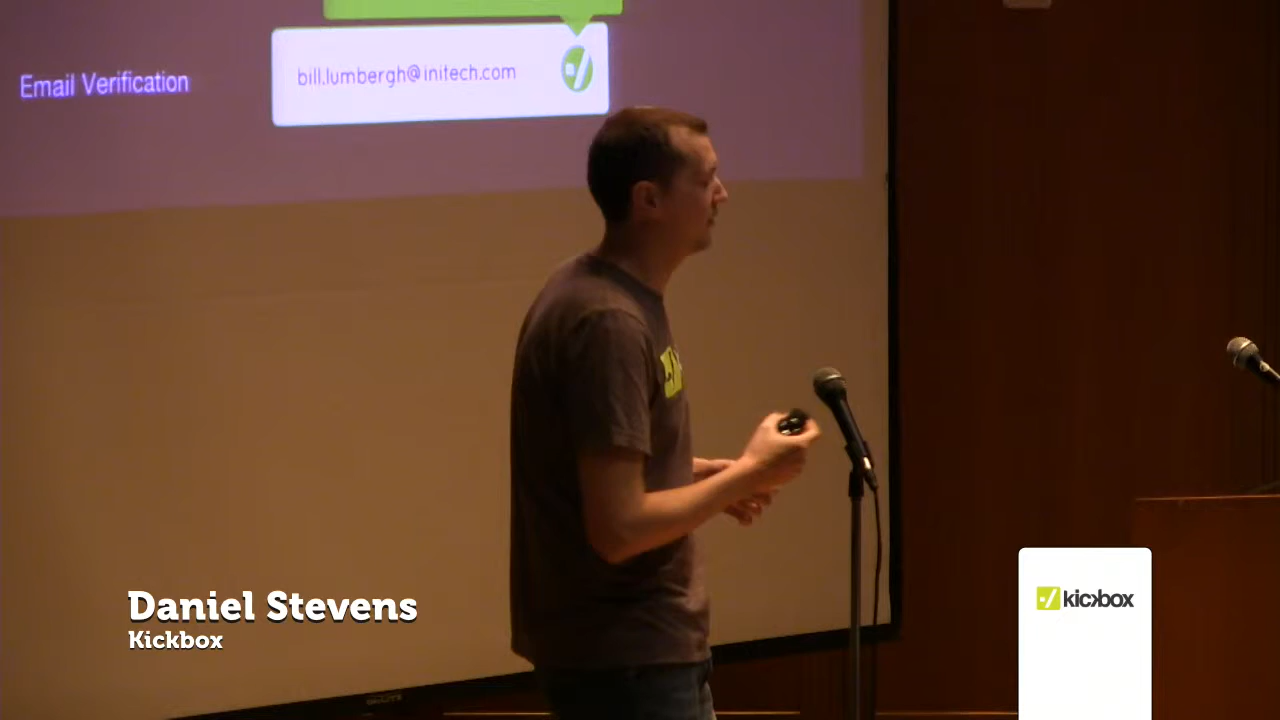 Email Verification
bill.lumbergh@initech.com
Daniel Stevens
Kickbox
kickbox